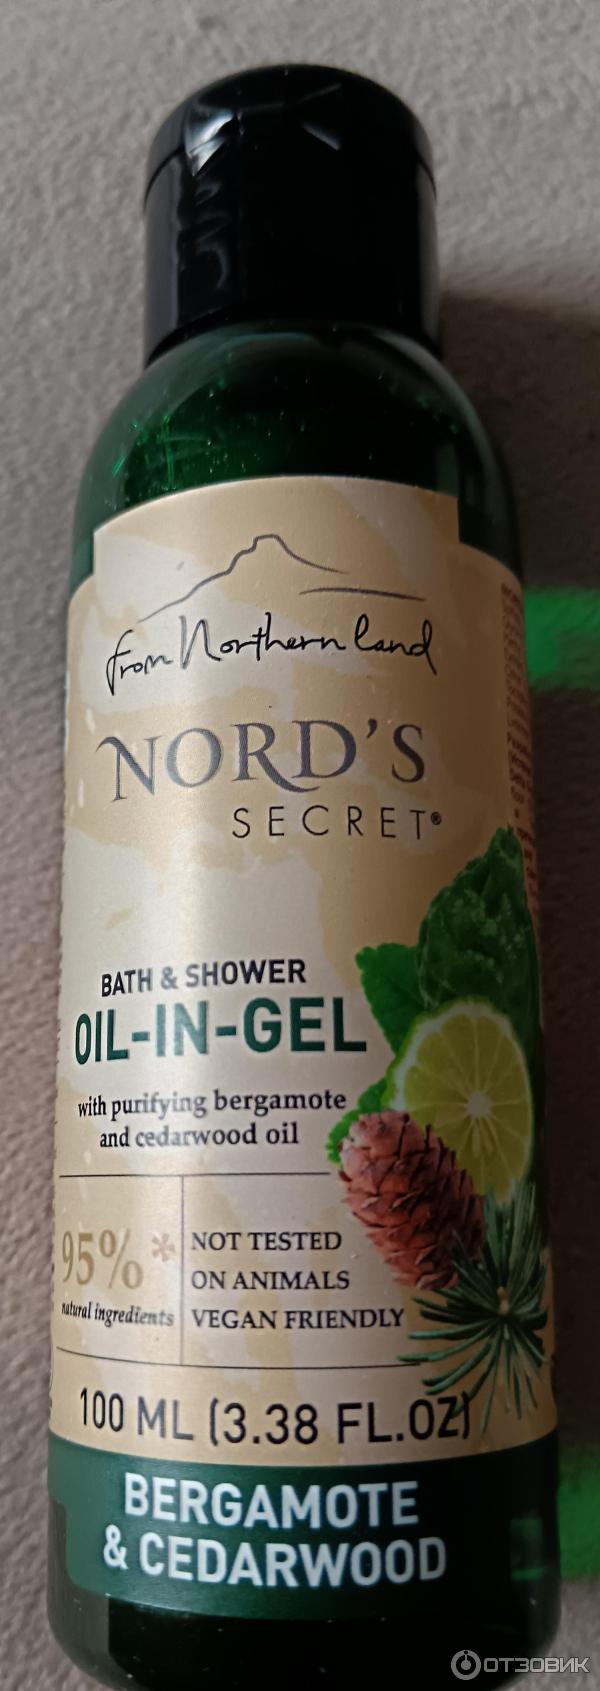 from Northern land
NORD'S
SECRET®
BATH & SHOWER
OIL-IN-GEL
with purifying bergamote
and cedarwood oil
95%*
natural ingredients
NOT TESTED
ON ANIMALS
VEGAN FRIENDLY
100 ML (3.38 FL.OZ)
BERGAMOTE
& CEDARWOOD
ОТЗОВИК